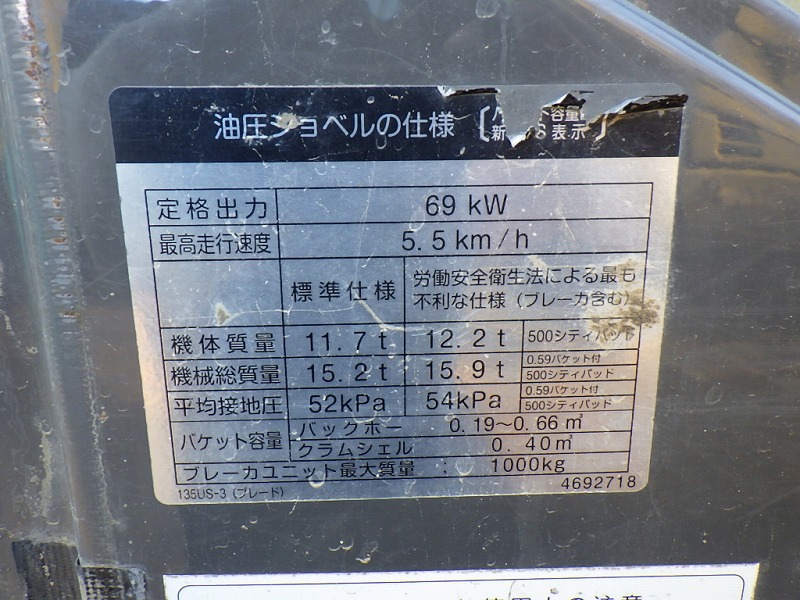 油圧ショベルの仕様
容量
新 S表示
定格出力 69 kW
最高走行速度 5.5 km/h
標準仕様 労働安全衛生法による最も
不利な仕様 (ブレーカ含む)
機体質量 11.7 t 12.2 t 500シティパッド
機械総質量 15.2 t 15.9 t 0.59バケット付
500シティパッド
平均接地圧 52kPa 54kPa 0.59バケット付
500シティパッド
バケット容量 バックホー 0.19~0.66㎥
クラムシェル 0.40㎥
ブレーカユニット最大質量 : 1000kg
135US-3 (ブレード) 4692718